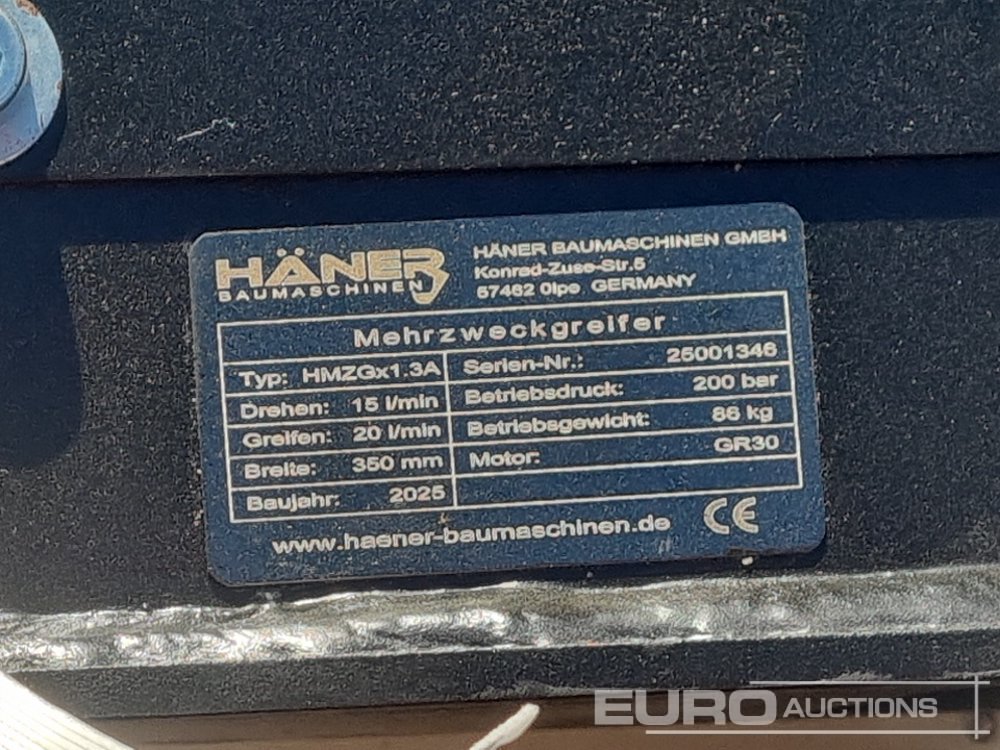 HÄNER
BAUMASCHINEN
HÄNER BAUMASCHINEN GMBH
Konrad-Zuse-Str.5
57462 Olpe GERMANY
Mehrzweckgreifer
Typ: HMZGx1.3A
Serien-Nr.: 25001346
Drehen: 15 l/min
Betriebsdruck: 200 bar
Greifen: 20 l/min
Betriebsgewicht: 86 kg
Breite: 350 mm
Motor: GR30
Baujahr: 2025
www.haener-baumaschinen.de CE
EURO AUCTIONS